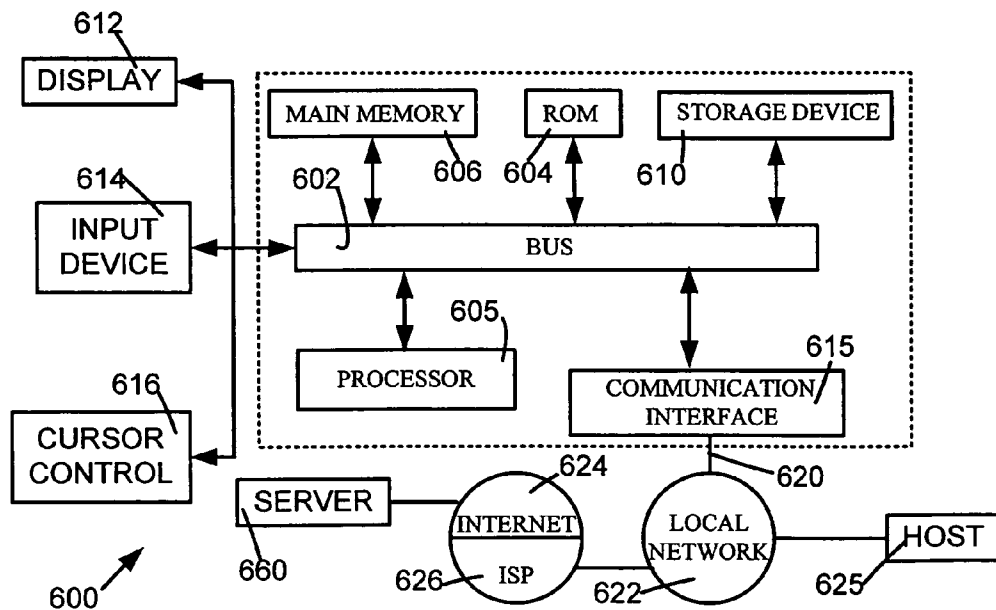 612
DISPLAY
MAIN MEMORY
606
ROM
604
STORAGE DEVICE
610
614
INPUT
DEVICE
602
BUS
605
PROCESSOR
615
COMMUNICATION
INTERFACE
616
CURSOR
CONTROL
620
624
SERVER
660
INTERNET
626
ISP
LOCAL
NETWORK
622
HOST
625
600